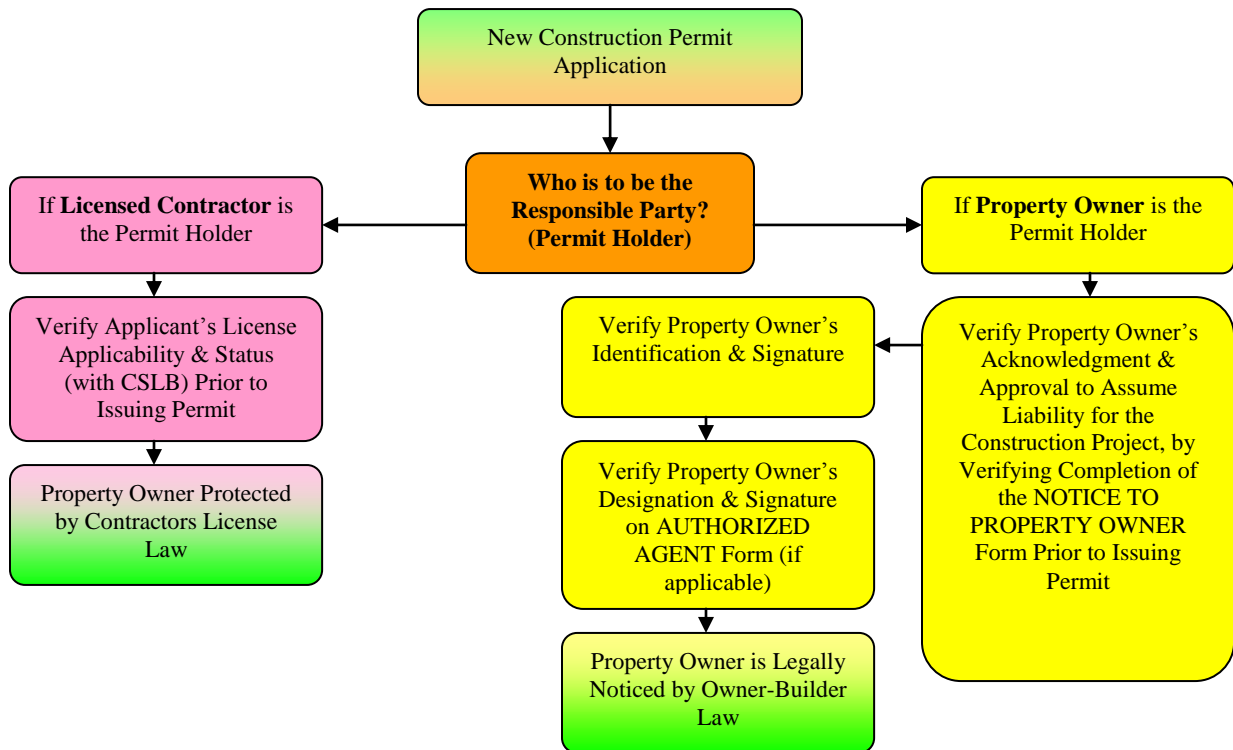 New Construction Permit
Application
Who is to be the
Responsible Party?
(Permit Holder)
If Licensed Contractor is
the Permit Holder
Verify Applicant’s License
Applicability & Status
(with CSLB) Prior to
Issuing Permit
Property Owner Protected
by Contractors License
Law
If Property Owner is the
Permit Holder
Verify Property Owner’s
Acknowledgment &
Approval to Assume
Liability for the
Construction Project, by
Verifying Completion of
the NOTICE TO
PROPERTY OWNER
Form Prior to Issuing
Permit
Verify Property Owner’s
Identification & Signature
Verify Property Owner’s
Designation & Signature
on AUTHORIZED
AGENT Form (if
applicable)
Property Owner is Legally
Noticed by Owner-Builder
Law